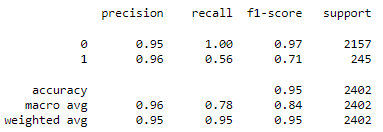 precision recall f1-score support
0 0.95 1.00 0.97 2157
1 0.96 0.56 0.71 245
accuracy 0.95 2402
macro avg 0.96 0.78 0.84 2402
weighted avg 0.95 0.95 0.95 2402